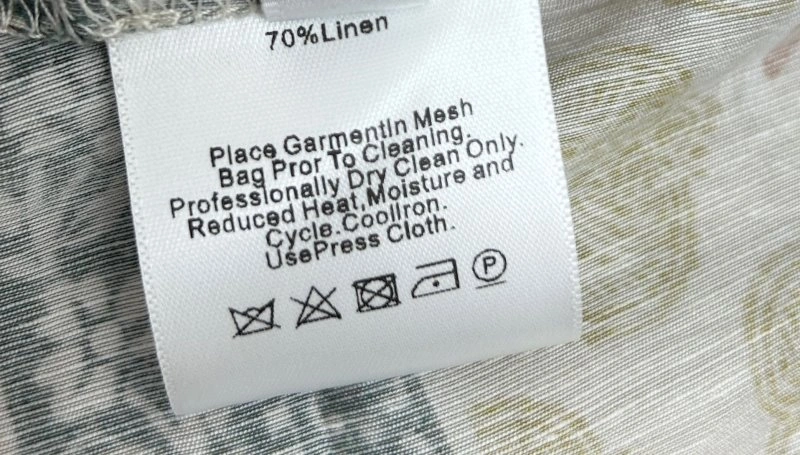 70%Linen
Place GarmentIn Mesh
Bag Pror To Cleaning.
Professionally Dry Clean Only.
Reduced Heat,Moisture and
Cycle.CoolIron.
UsePress Cloth.
P